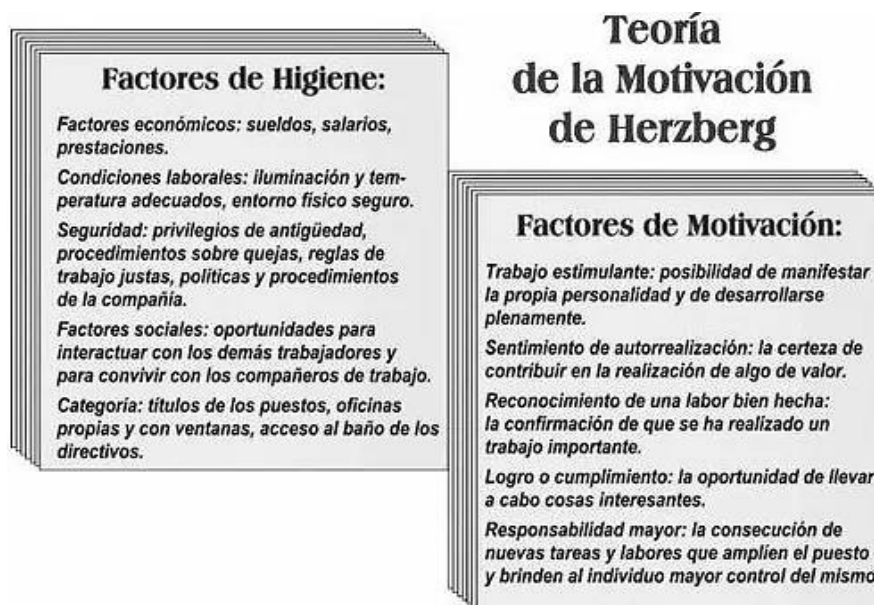 Teoría
de la Motivación
de Herzberg
Factores de Higiene:
Factores económicos: sueldos, salarios,
prestaciones.
Condiciones laborales: iluminación y tem-
peratura adecuados, entorno físico seguro.
Seguridad: privilegios de antigüedad,
procedimientos sobre quejas, reglas de
trabajo justas, políticas y procedimientos
de la compañía.
Factores sociales: oportunidades para
interactuar con los demás trabajadores y
para convivir con los compañeros de trabajo.
Categoría: títulos de los puestos, oficinas
propias y con ventanas, acceso al baño de los
directivos.
Factores de Motivación:
Trabajo estimulante: posibilidad de manifestar
la propia personalidad y de desarrollarse
plenamente.
Sentimiento de autorrealización: la certeza de
contribuir en la realización de algo de valor.
Reconocimiento de una labor bien hecha:
la confirmación de que se ha realizado un
trabajo importante.
Logro o cumplimiento: la oportunidad de llevar
a cabo cosas interesantes.
Responsabilidad mayor: la consecución de
nuevas tareas y labores que amplíen el puesto
y brinden al individuo mayor control del mismo